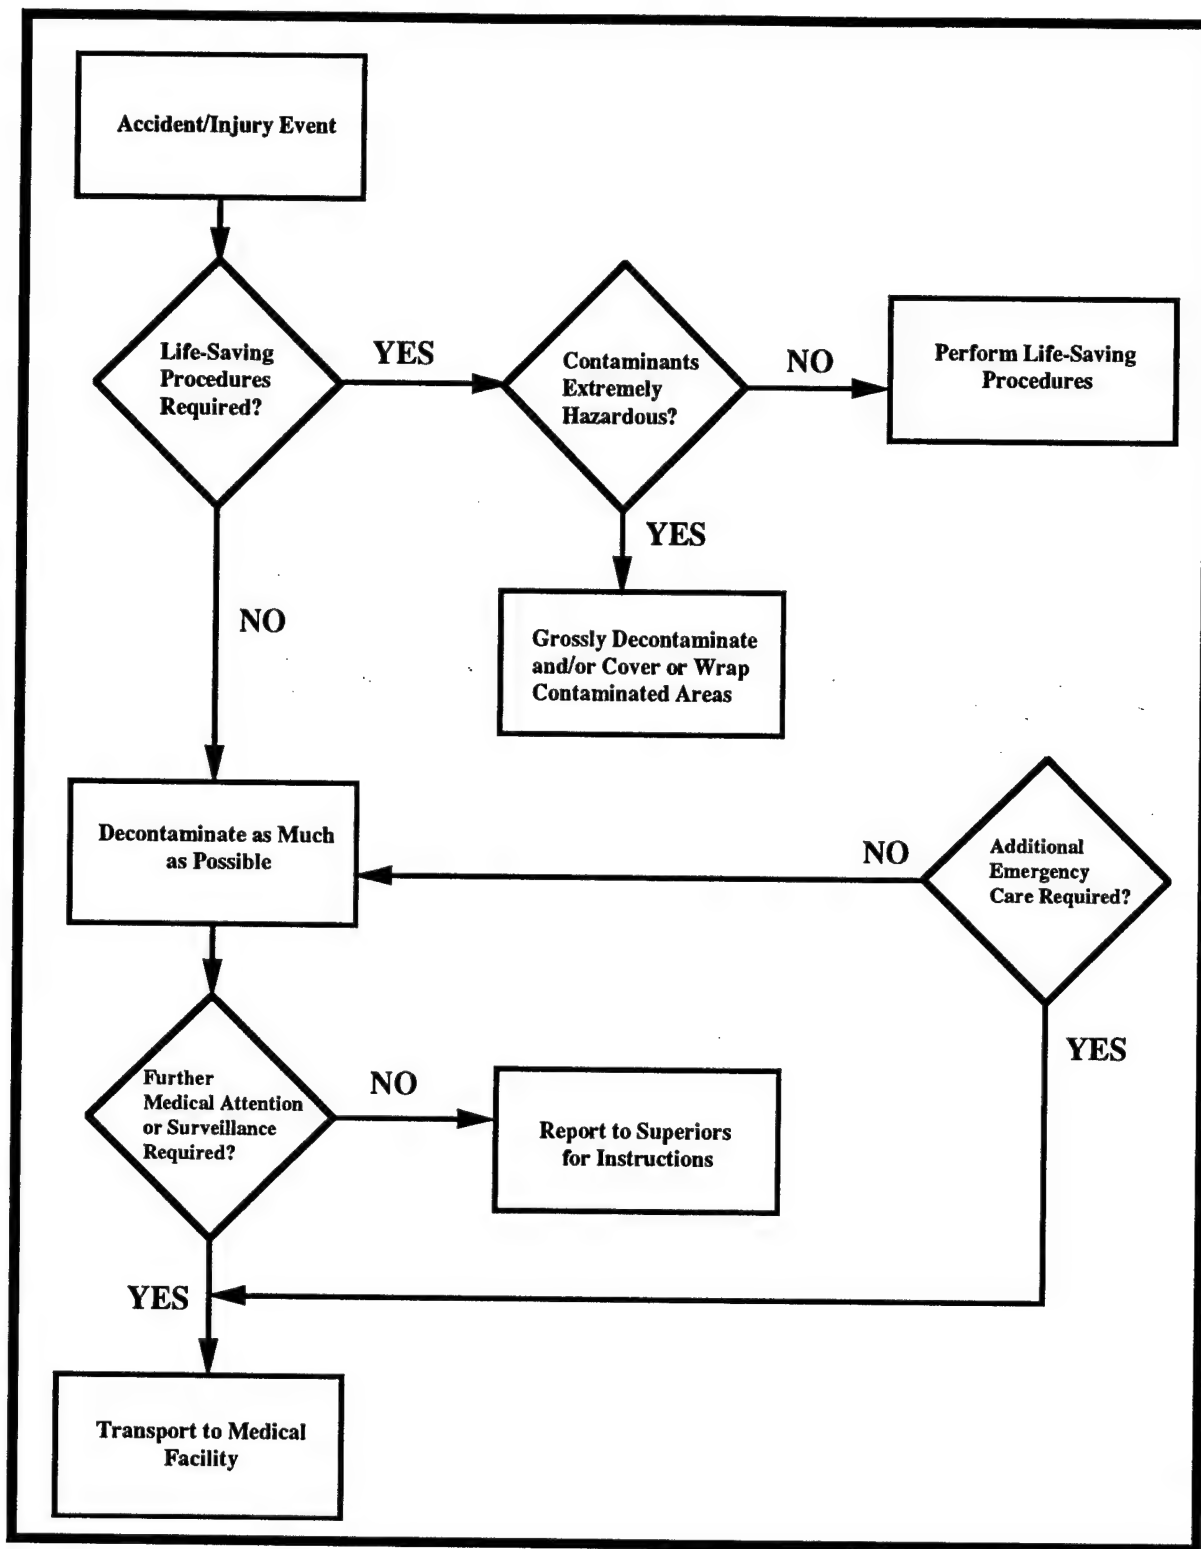 Accident/Injury Event
Life-Saving
Procedures
Required?
YES
Contaminants
Extremely
Hazardous?
NO
Perform Life-Saving
Procedures
YES
Grossly Decontaminate
and/or Cover or Wrap
Contaminated Areas
NO
Decontaminate as Much
as Possible
NO
Additional
Emergency
Care Required?
YES
Further
Medical Attention
or Surveillance
Required?
NO
Report to Superiors
for Instructions
YES
Transport to Medical
Facility